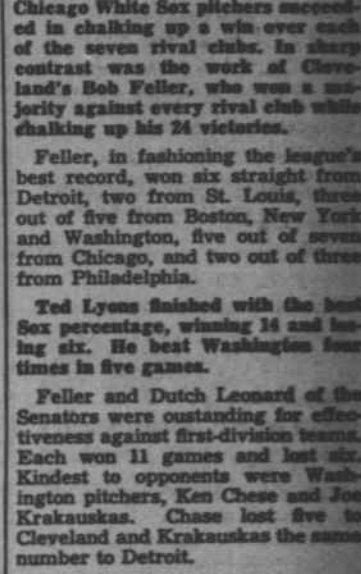 Chicago White Sox pitchers succeed-
ed in chalking up a win over each
of the seven rival clubs. In sharp
contrast was the work of Cleve-
land's Bob Feller, who won a ma-
jority against every rival club while
chalking up his 24 victories.
Feller, in fashioning the league's
best record, won six straight from
Detroit, two from St. Louis, three
out of five from Boston, New York
and Washington, five out of seven
from Chicago, and two out of three
from Philadelphia.
Ted Lyons finished with the best
Sox percentage, winning 14 and los-
ing six. He beat Washington four
times in five games.
Feller and Dutch Leonard of the
Senators were oustanding for effec-
tiveness against first-division teams.
Each won 11 games and lost six.
Kindest to opponents were Wash-
ington pitchers, Ken Chese and Joe
Krakauskas. Chase lost five to
Cleveland and Krakauskas the same
number to Detroit.